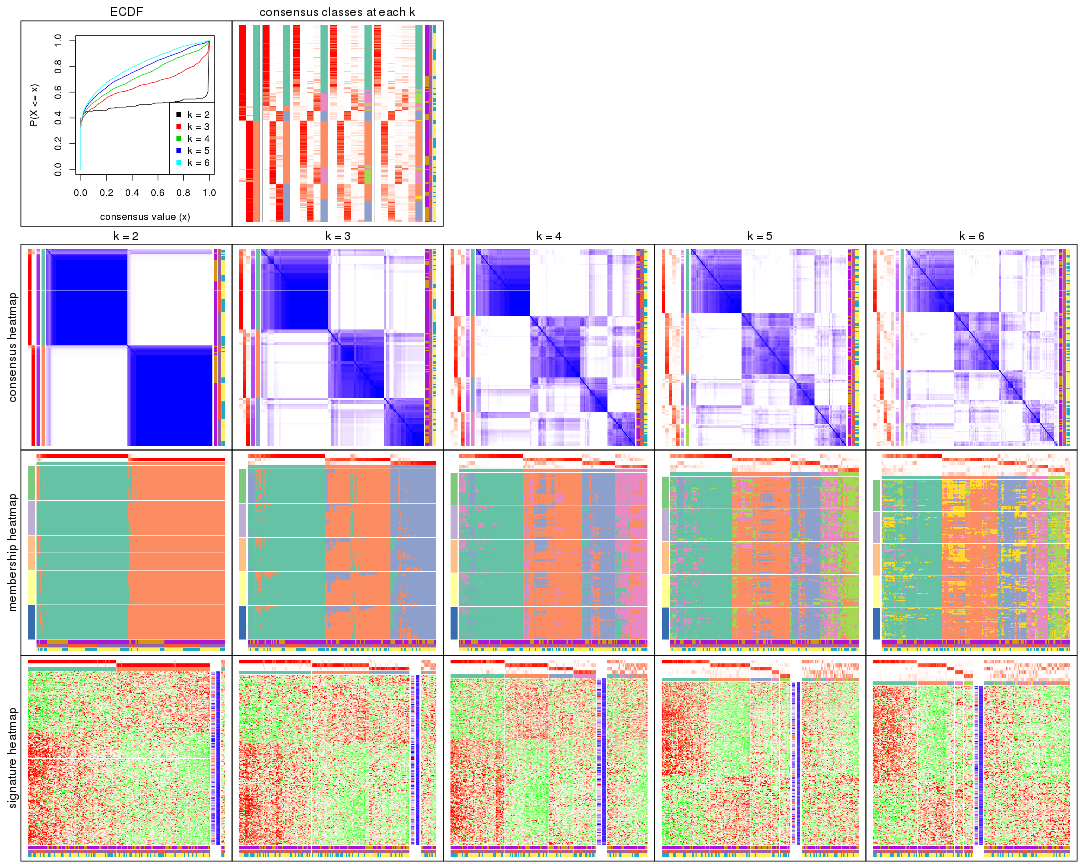 ECDF
consensus classes at each k
P(X <= x)
0.0 0.2 0.4 0.6 0.8 1.0
k = 2
k = 3
k = 4
k = 5
k = 6
0.0 0.2 0.4 0.6 0.8 1.0
consensus value (x)
k = 2
k = 3
k = 4
k = 5
k = 6
consensus heatmap
membership heatmap
signature heatmap